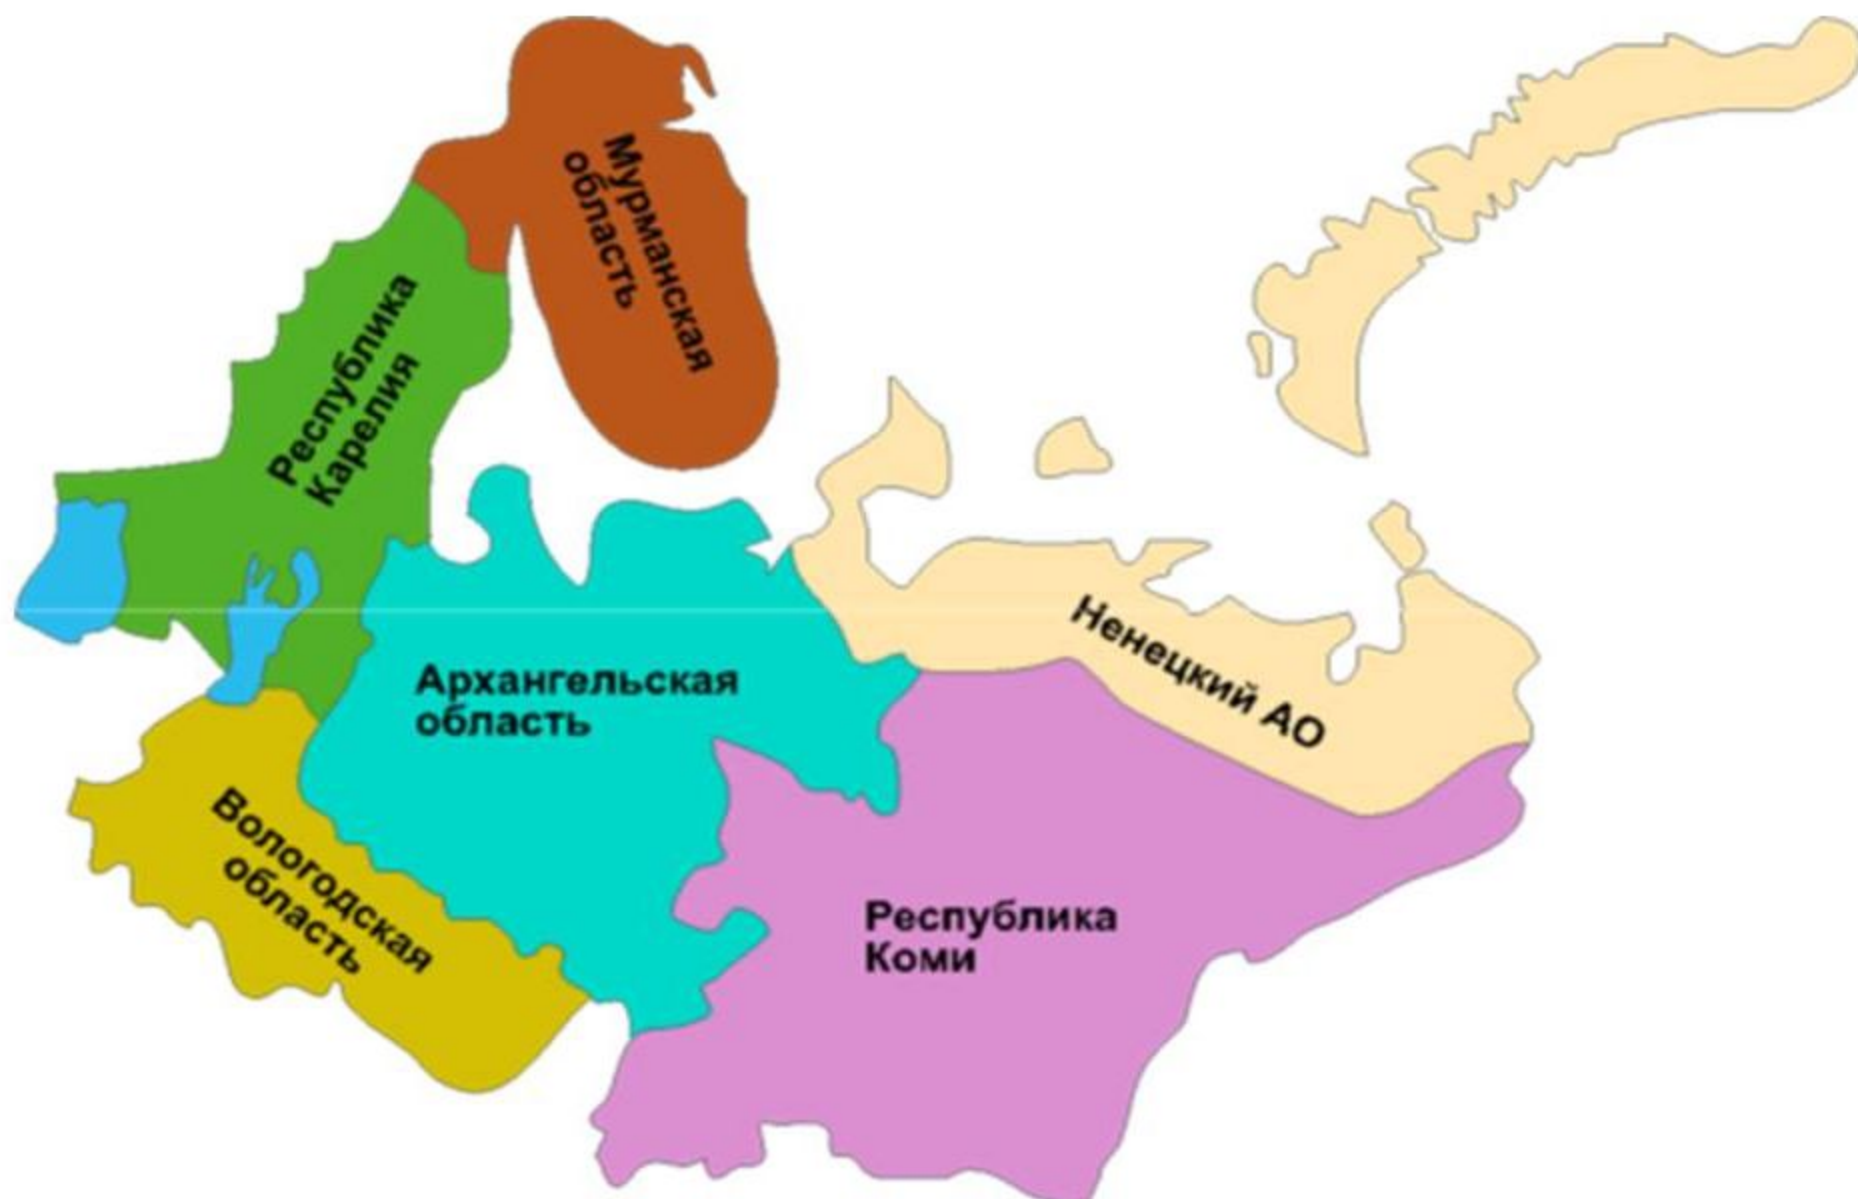 Мурманская
область
Республика
Карелия
Архангельская
область
Ненецкий АО
Вологодская
область
Республика
Коми